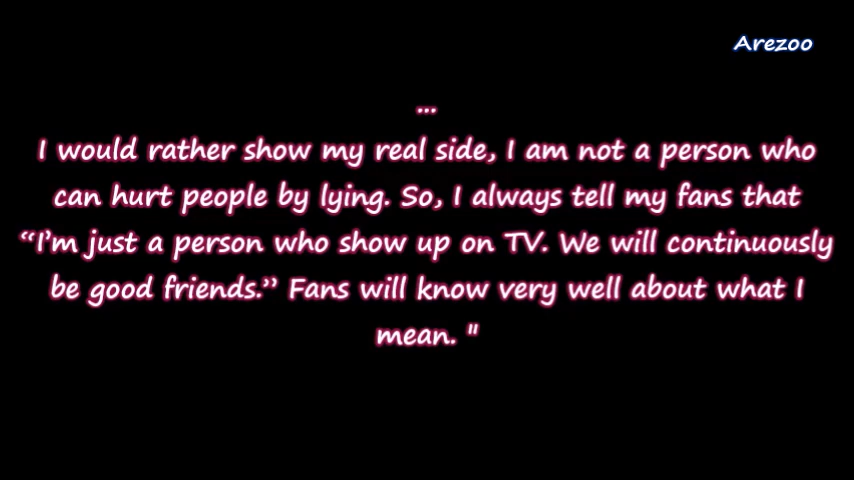 Arezoo
...
I would rather show my real side, I am not a person who
can hurt people by lying. So, I always tell my fans that
“I’m just a person who show up on TV. We will continuously
be good friends.” Fans will know very well about what I
mean. "